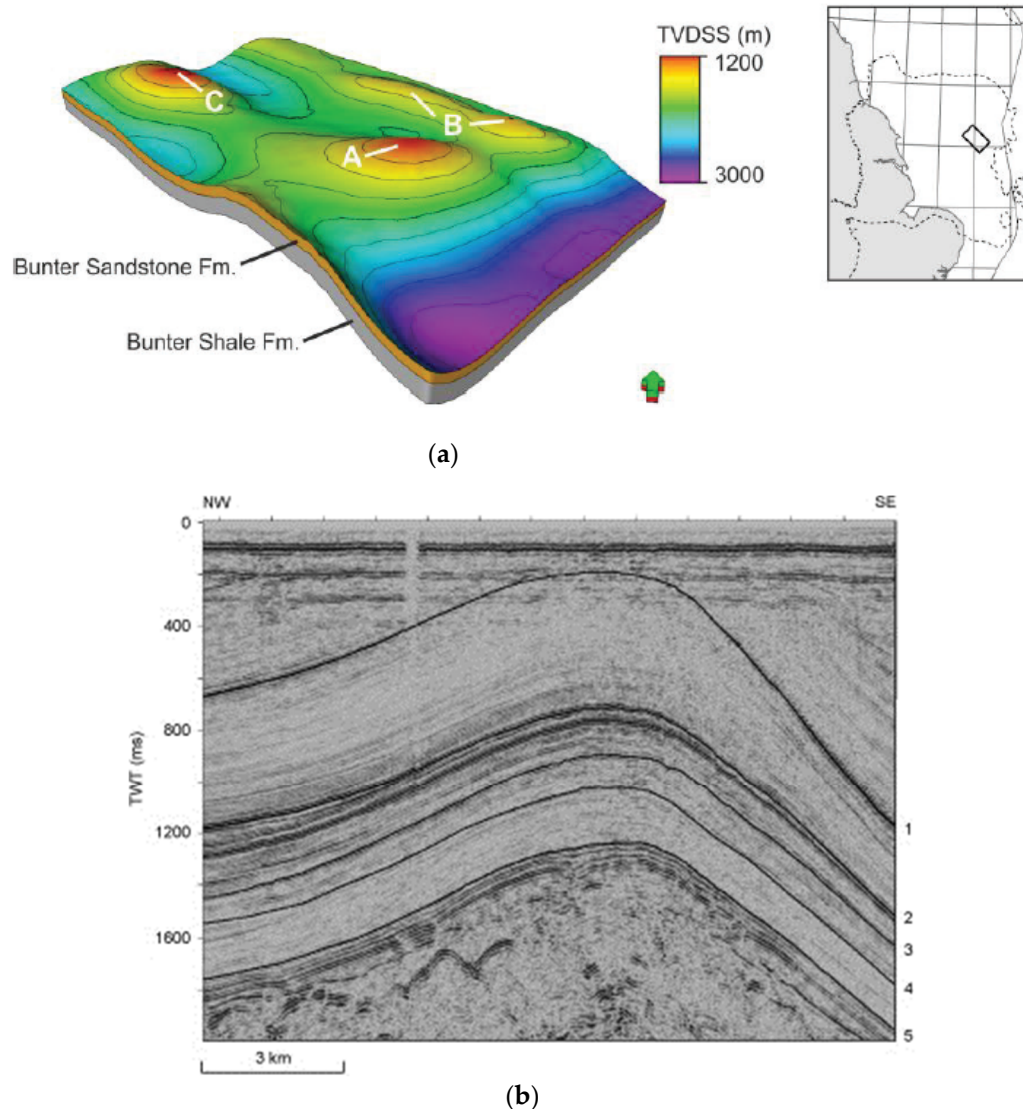 TVDSS (m)
1200
3000
C
B
A
Bunter Sandstone Fm.
Bunter Shale Fm.
(a)
NW
SE
0
400
800
1200
1600
TWT (ms)
1
2
3
4
5
3 km
(b)